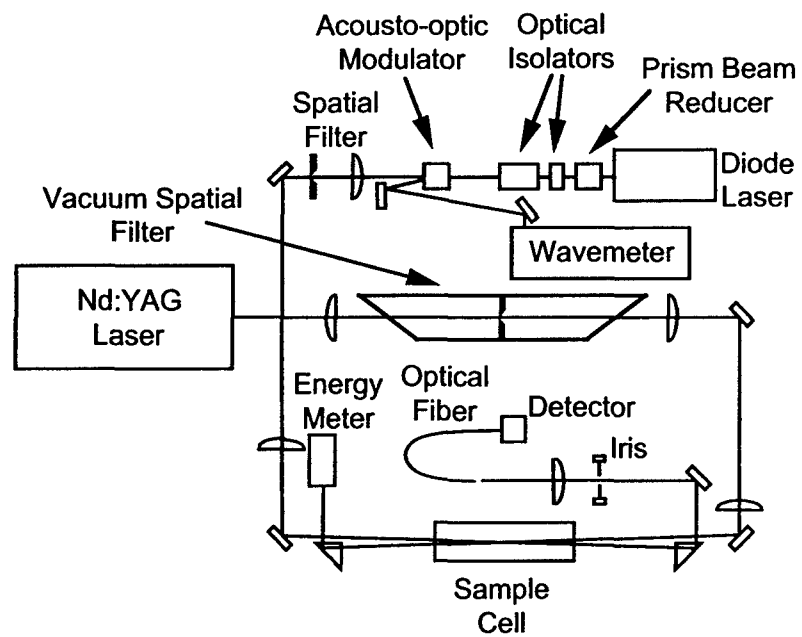 Acousto-optic
Modulator
Optical
Isolators
Prism Beam
Reducer
Spatial
Filter
Diode
Laser
Vacuum Spatial
Filter
Wavemeter
Nd:YAG
Laser
Energy
Meter
Optical
Fiber
Detector
Iris
Sample
Cell